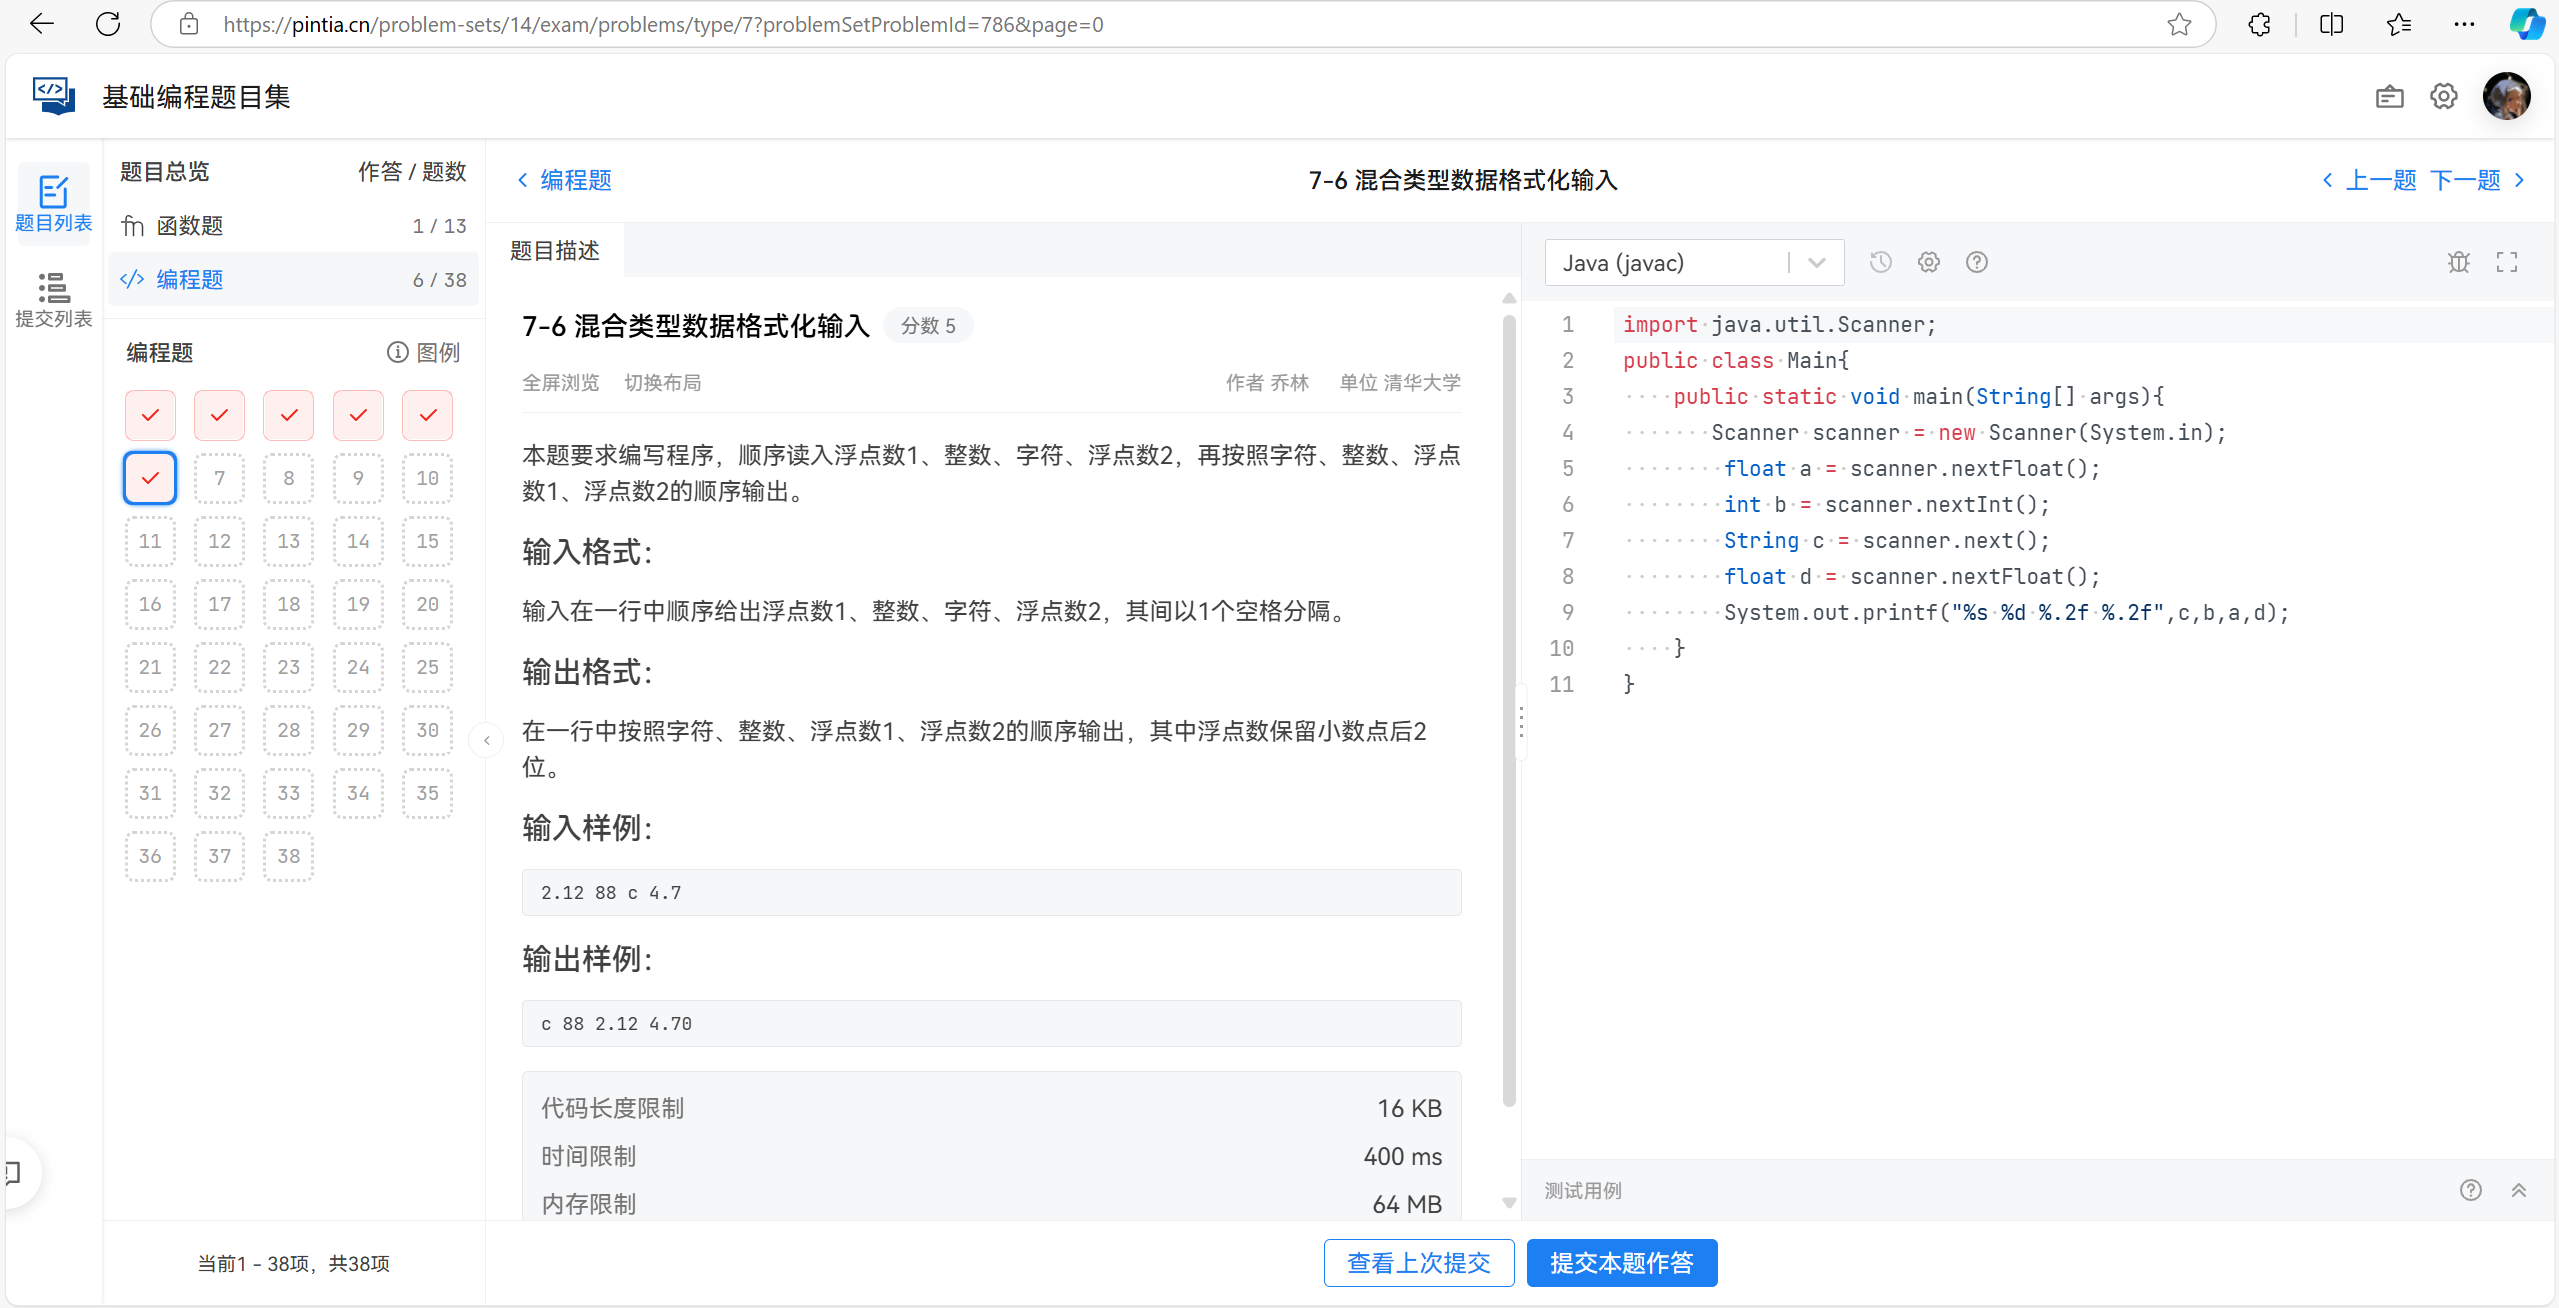 https://pintia.cn/problem-sets/14/exam/problems/type/7?problemSetProblemId=786&page=0
基础编程题目集
题目列表
提交列表
题目总览 作答 / 题数
fn 函数题 1 / 13
</> 编程题 6 / 38
编程题 图例
7 8 9 10
11 12 13 14 15
16 17 18 19 20
21 22 23 24 25
26 27 28 29 30
31 32 33 34 35
36 37 38
当前1 - 38项，共38项
编程题
7-6 混合类型数据格式化输入
上一题 下一题
题目描述
7-6 混合类型数据格式化输入 分数 5
全屏浏览 切换布局 作者 乔林 单位 清华大学
本题要求编写程序，顺序读入浮点数1、整数、字符、浮点数2，再按照字符、整数、浮点
数1、浮点数2的顺序输出。
输入格式：
输入在一行中顺序给出浮点数1、整数、字符、浮点数2，其间以1个空格分隔。
输出格式：
在一行中按照字符、整数、浮点数1、浮点数2的顺序输出，其中浮点数保留小数点后2
位。
输入样例：
2.12 88 c 4.7
输出样例：
c 88 2.12 4.70
代码长度限制 16 KB
时间限制 400 ms
内存限制 64 MB
Java (javac)
1 import java.util.Scanner;
2 public class Main{
3     public static void main(String[] args){
4        Scanner scanner = new Scanner(System.in);
5         float a = scanner.nextFloat();
6         int b = scanner.nextInt();
7         String c = scanner.next();
8         float d = scanner.nextFloat();
9         System.out.printf("%s %d %.2f %.2f",c,b,a,d);
10     }
11 }
测试用例
查看上次提交 提交本题作答